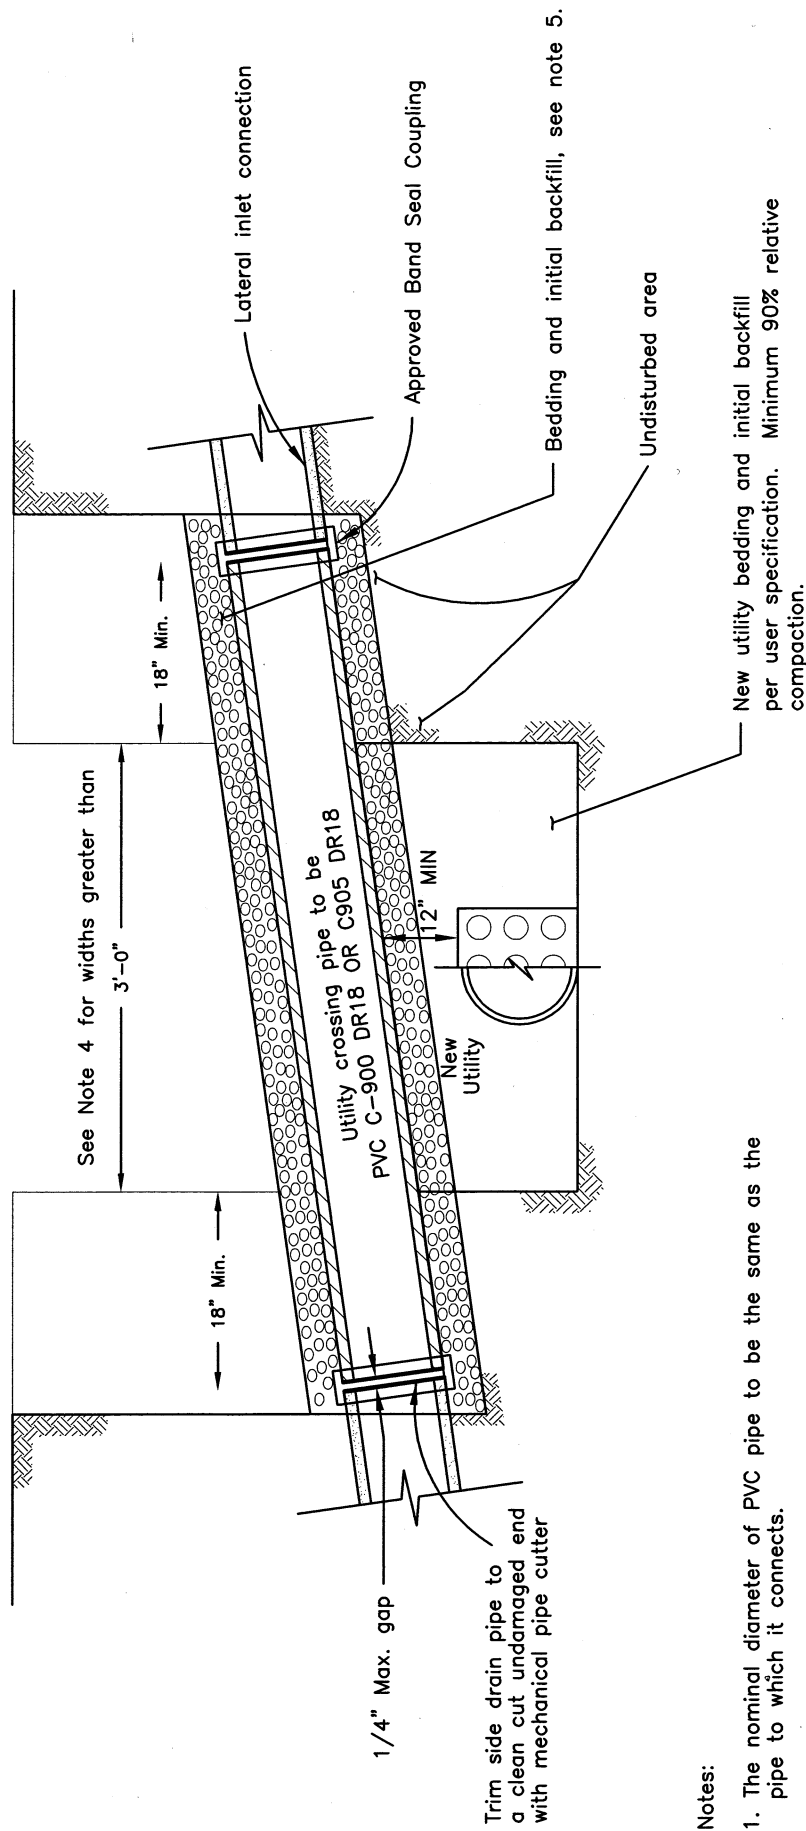 See Note 4 for widths greater than
3'-0"
18" Min.
18" Min.
Lateral inlet connection
Approved Band Seal Coupling
Bedding and initial backfill, see note 5.
Undisturbed area
New utility bedding and initial backfill
per user specification. Minimum 90% relative
compaction.
Utility crossing pipe to be
PVC C-900 DR18 OR C905 DR18
12" MIN
New
Utility
1/4" Max. gap
Trim side drain pipe to
a clean cut undamaged end
with mechanical pipe cutter
Notes:
1. The nominal diameter of PVC pipe to be the same as the
pipe to which it connects.